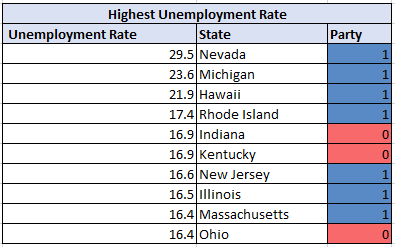 Highest Unemployment Rate
Unemployment Rate State Party
29.5 Nevada 1
23.6 Michigan 1
21.9 Hawaii 1
17.4 Rhode Island 1
16.9 Indiana 0
16.9 Kentucky 0
16.6 New Jersey 1
16.5 Illinois 1
16.4 Massachusetts 1
16.4 Ohio 0